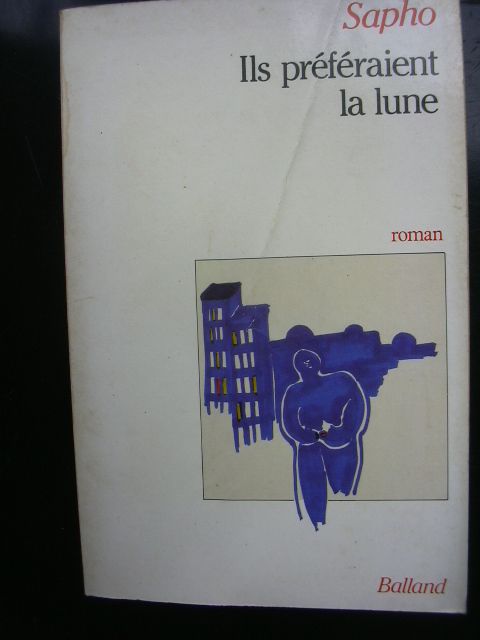 Sapho
Ils préféraient
la lune
roman
Balland